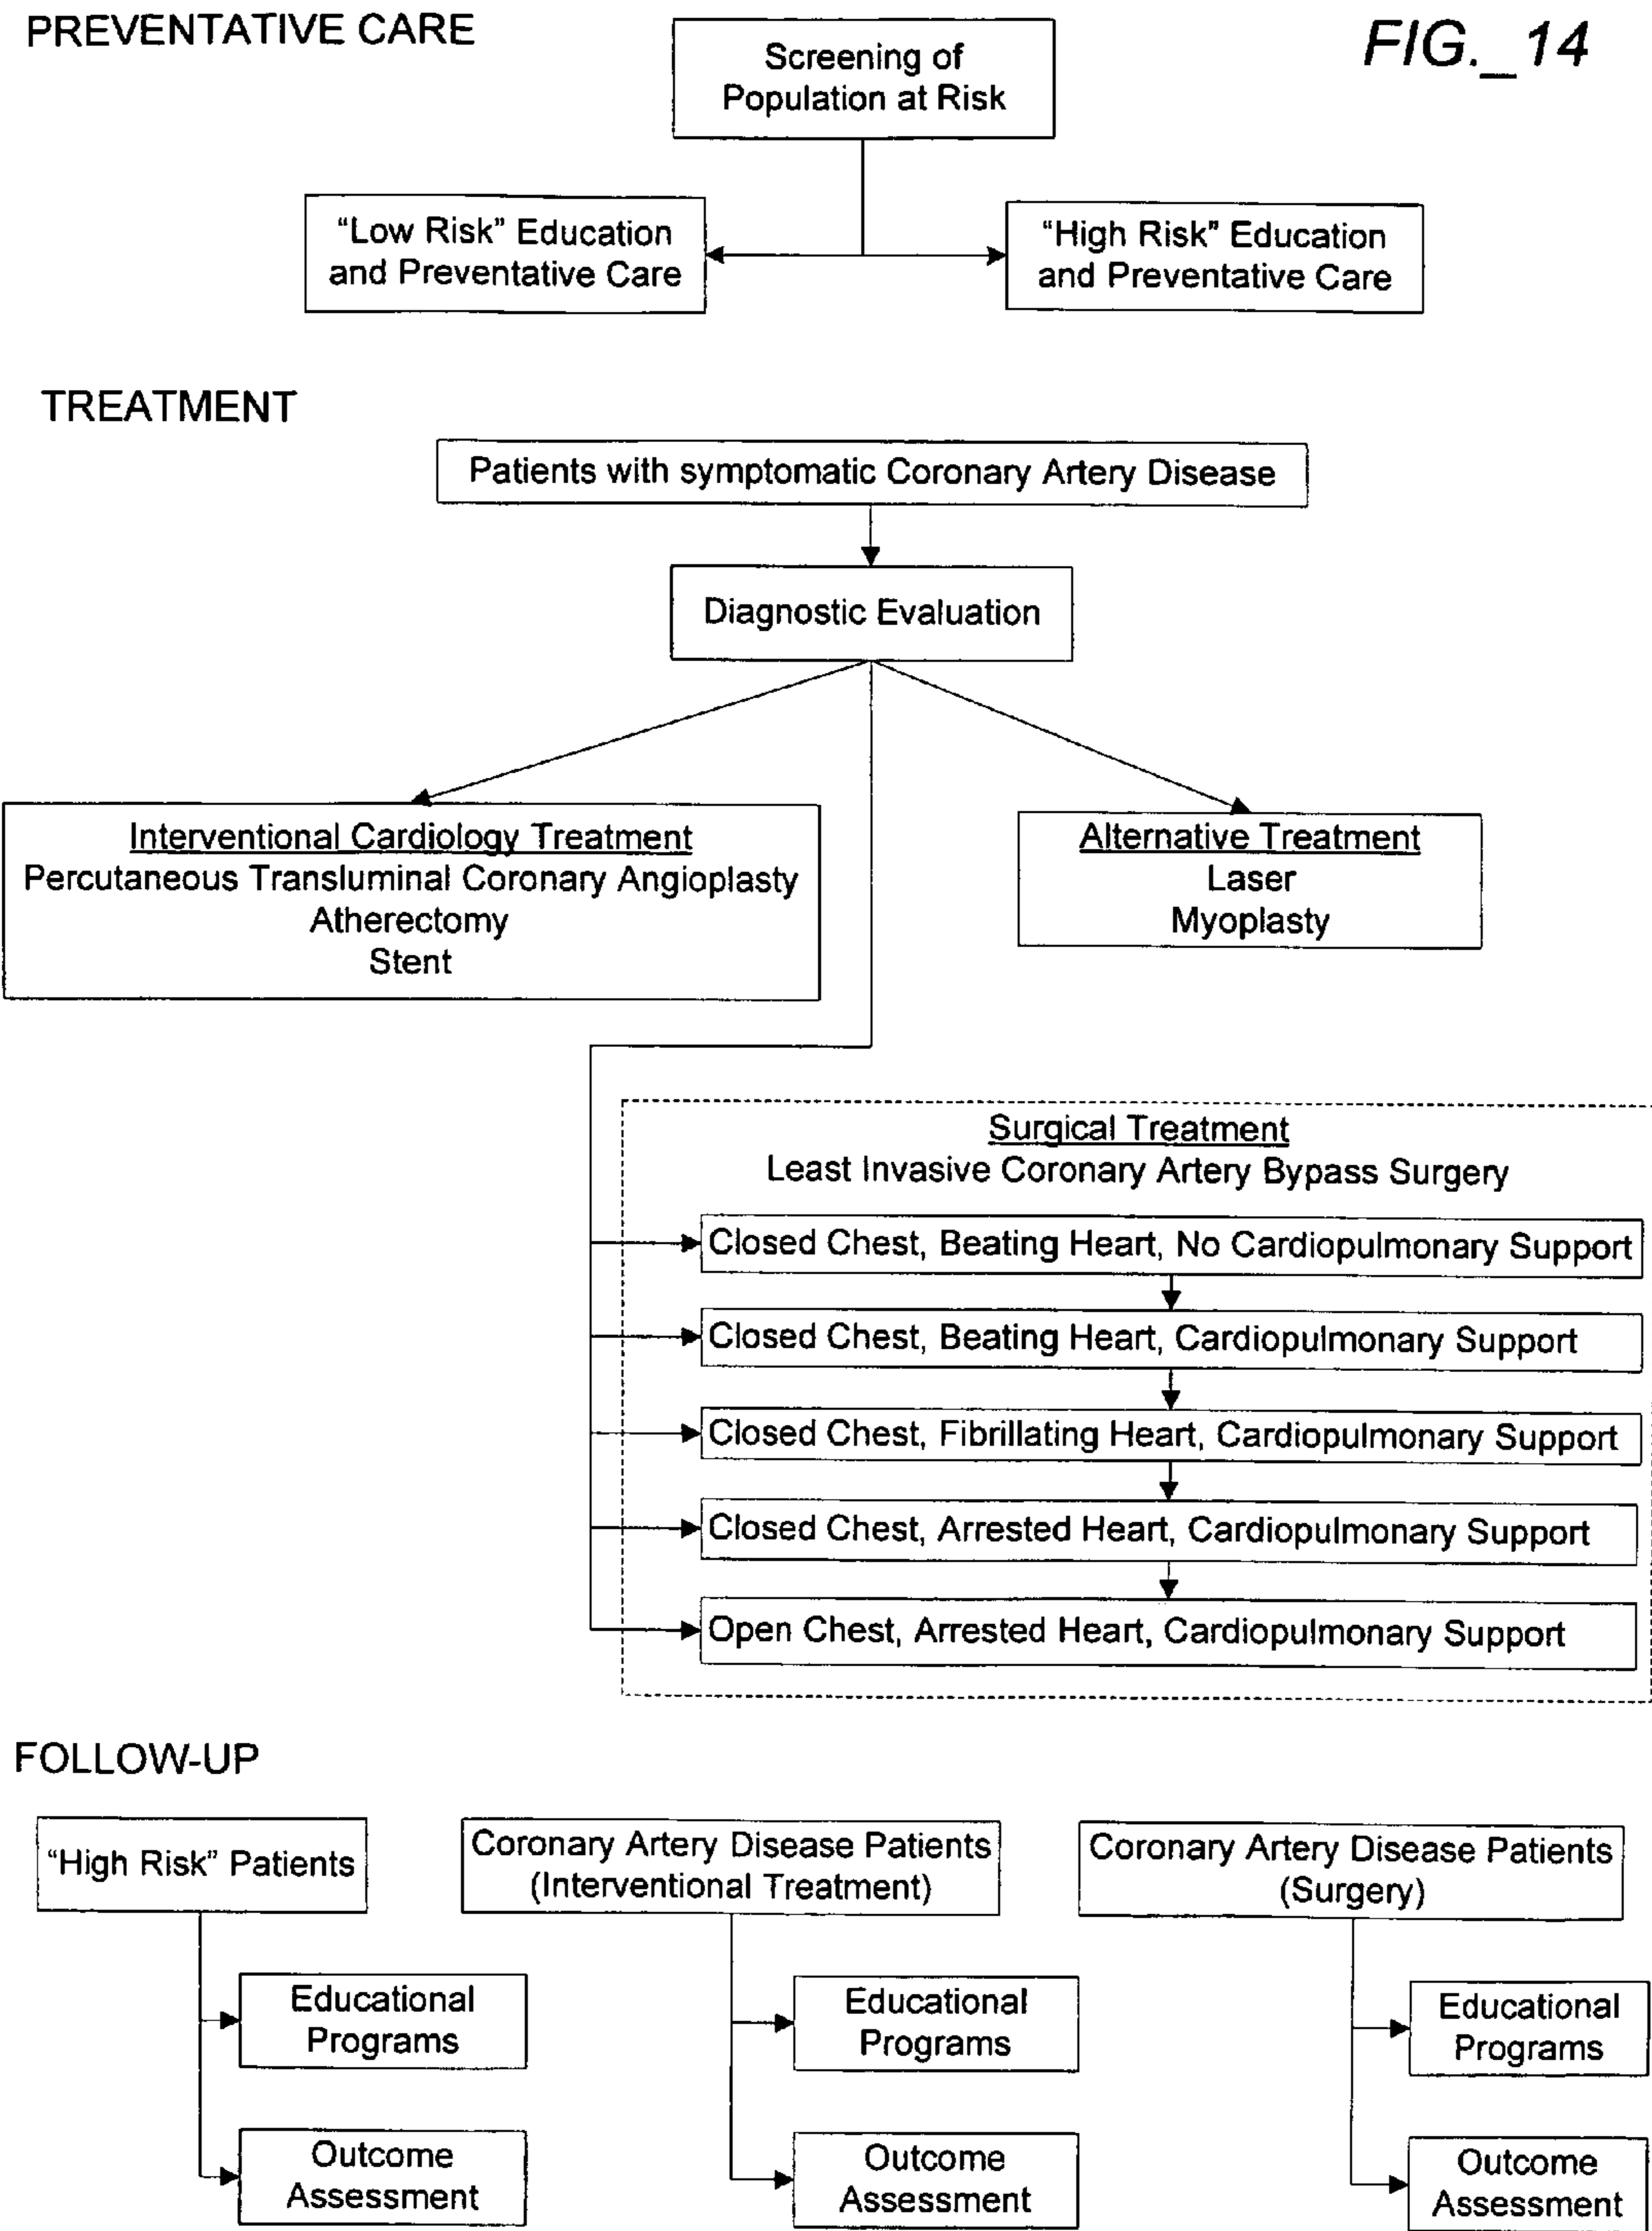 PREVENTATIVE CARE
FIG._14
Screening of
Population at Risk
“Low Risk” Education
and Preventative Care
“High Risk” Education
and Preventative Care
TREATMENT
Patients with symptomatic Coronary Artery Disease
Diagnostic Evaluation
Interventional Cardiology Treatment
Percutaneous Transluminal Coronary Angioplasty
Atherectomy
Stent
Alternative Treatment
Laser
Myoplasty
Surgical Treatment
Least Invasive Coronary Artery Bypass Surgery
Closed Chest, Beating Heart, No Cardiopulmonary Support
Closed Chest, Beating Heart, Cardiopulmonary Support
Closed Chest, Fibrillating Heart, Cardiopulmonary Support
Closed Chest, Arrested Heart, Cardiopulmonary Support
Open Chest, Arrested Heart, Cardiopulmonary Support
FOLLOW-UP
“High Risk” Patients
Educational
Programs
Outcome
Assessment
Coronary Artery Disease Patients
(Interventional Treatment)
Educational
Programs
Outcome
Assessment
Coronary Artery Disease Patients
(Surgery)
Educational
Programs
Outcome
Assessment